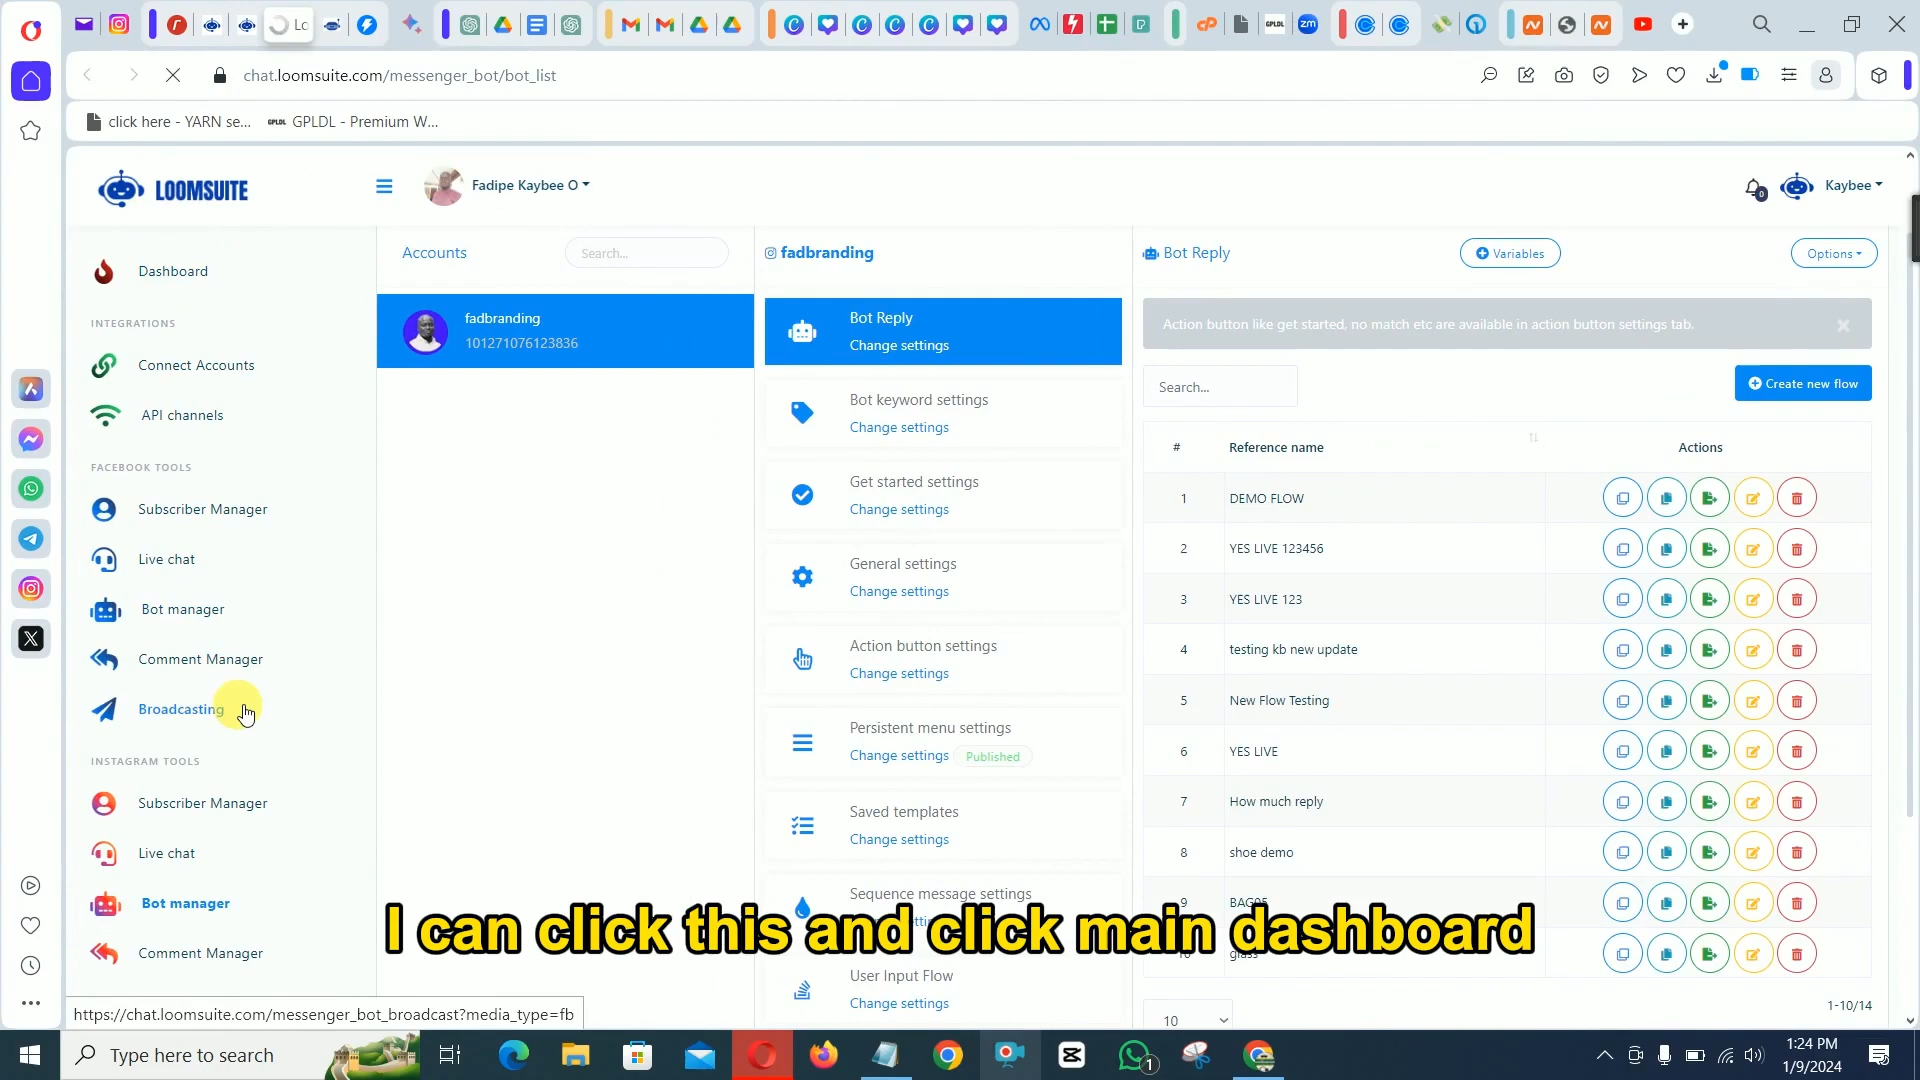 Lo
chat.loomsuite.com/messenger_bot/bot_list
click here - YARN se...
GPLDL - Premium W...
LOOMSUITE
Fadipe Kaybee O
0
Kaybee
Dashboard
INTEGRATIONS
Connect Accounts
API channels
FACEBOOK TOOLS
Subscriber Manager
Live chat
Bot manager
Comment Manager
Broadcasting
INSTAGRAM TOOLS
Subscriber Manager
Live chat
Bot manager
Comment Manager
Accounts
Search...
fadbranding
101271076123836
fadbranding
Bot Reply
Change settings
Bot keyword settings
Change settings
Get started settings
Change settings
General settings
Change settings
Action button settings
Change settings
Persistent menu settings
Change settings
Published
Saved templates
Change settings
Sequence message settings
User Input Flow
Change settings
Bot Reply
Variables
Options
Action button like get started, no match etc are available in action button settings tab.
Search...
Create new flow
# Reference name Actions
1 DEMO FLOW
2 YES LIVE 123456
3 YES LIVE 123
4 testing kb new update
5 New Flow Testing
6 YES LIVE
7 How much reply
8 shoe demo
9
10
1-10/14
10
I can click this and click main dashboard
https://chat.loomsuite.com/messenger_bot_broadcast?media_type=fb
Type here to search
1
1:24 PM
1/9/2024